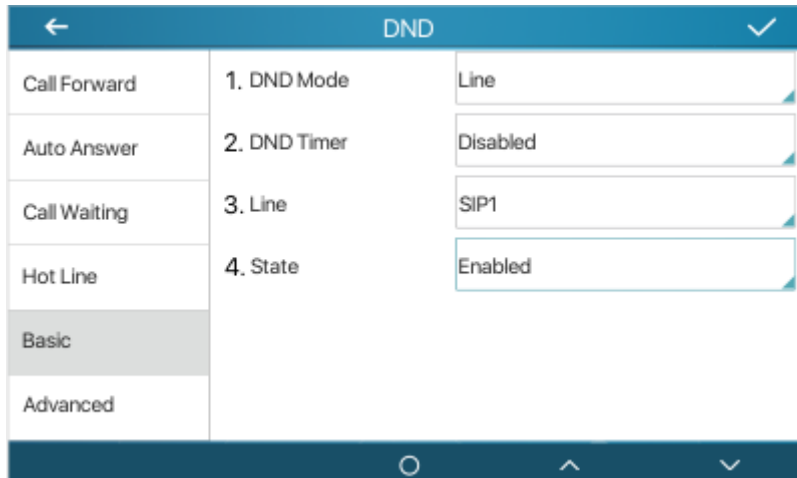 DND
Call Forward
1. DND Mode
Line
Auto Answer
2. DND Timer
Disabled
Call Waiting
3. Line
SIP1
Hot Line
4. State
Enabled
Basic
Advanced